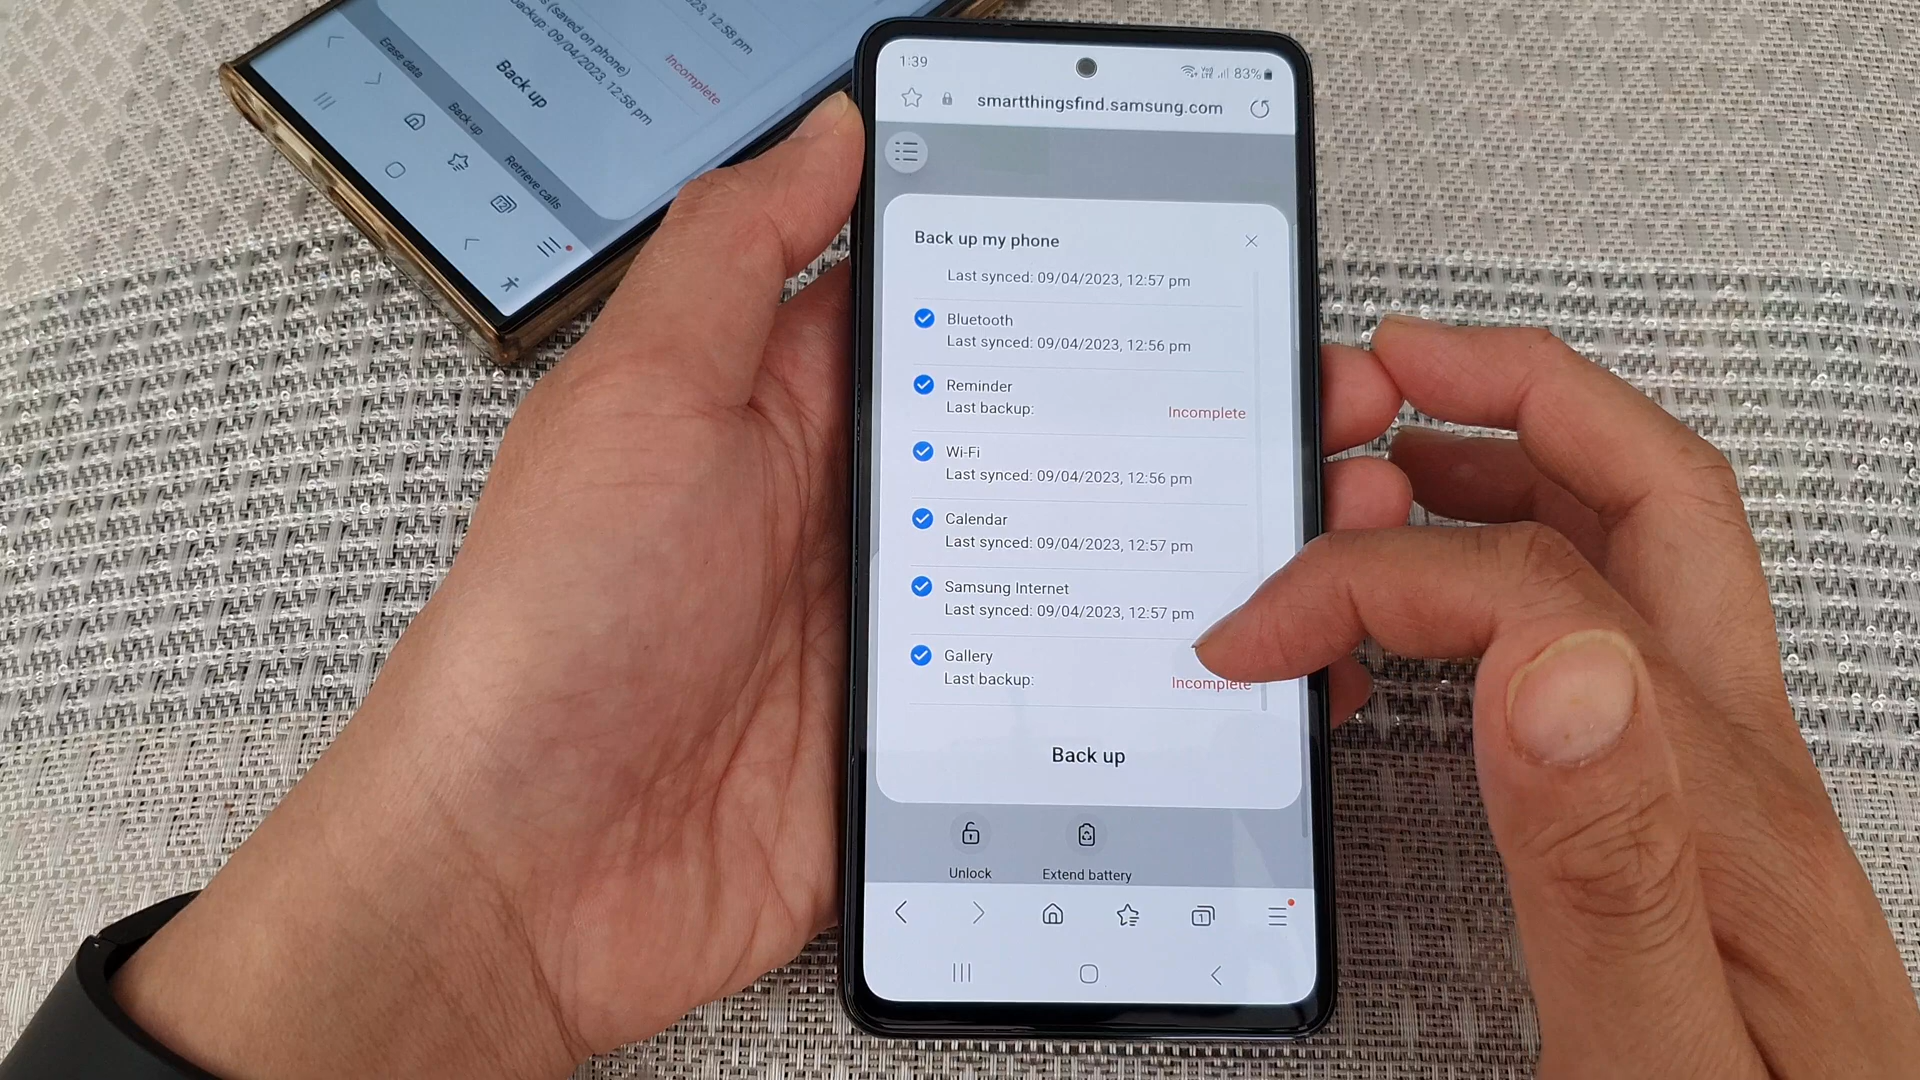 12:58 pm
s (saved on phone)
backup: 09/04/2023, 12:58 pm
Incomplete
Back up
Erase data
Back up
Retrieve calls
12
1:39
83%
smartthingsfind.samsung.com
Back up my phone
Last synced: 09/04/2023, 12:57 pm
Bluetooth
Last synced: 09/04/2023, 12:56 pm
Reminder
Last backup:
Incomplete
Wi-Fi
Last synced: 09/04/2023, 12:56 pm
Calendar
Last synced: 09/04/2023, 12:57 pm
Samsung Internet
Last synced: 09/04/2023, 12:57 pm
Gallery
Last backup:
Incomplete
Back up
Unlock
Extend battery
1